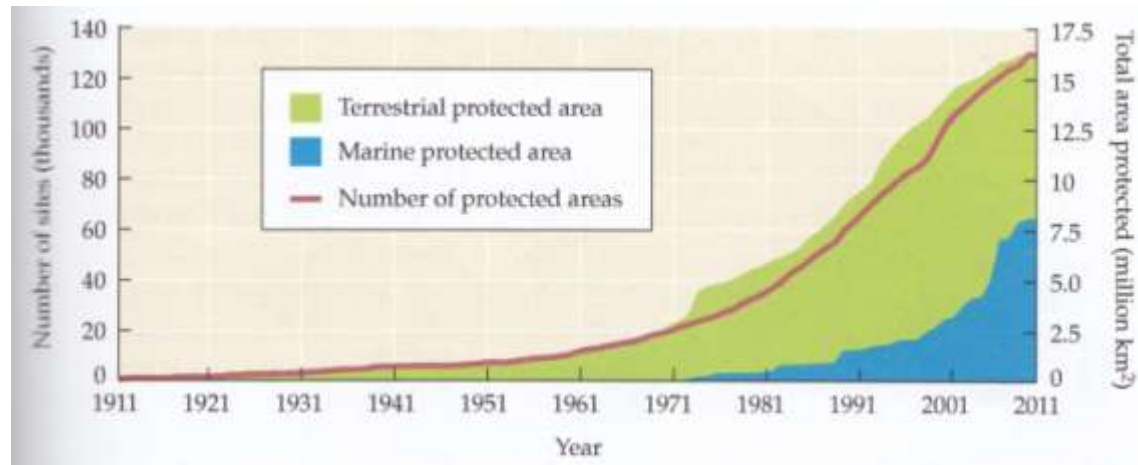 Number of sites (thousands)
140
120
100
80
60
40
20
0
Terrestrial protected area
Marine protected area
Number of protected areas
17.5
15
12.5
10
7.5
5.0
2.5
0
Total area protected (million km²)
1911 1921 1931 1941 1951 1961 1971 1981 1991 2001 2011
Year